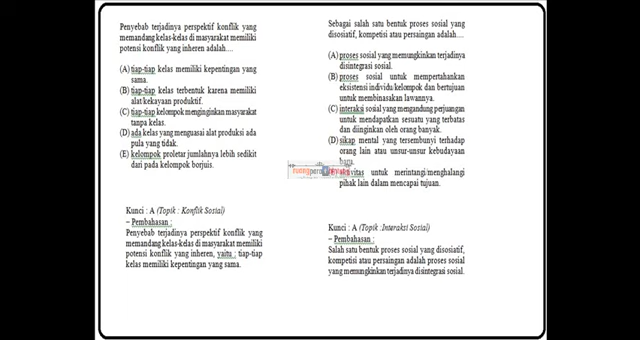 Penyebab terjadinya perspektif konflik yang
memandang kelas-kelas di masyarakat memiliki
potensi konflik yang inheren adalah....
(A) tiap-tiap kelas memiliki kepentingan yang
sama.
(B) tiap-tiap kelas terbentuk karena memiliki
alat kekayaan produktif.
(C) tiap-tiap kelompok menginginkan masyarakat
tanpa kelas.
(D) ada kelas yang menguasai alat produksi ada
pula yang tidak.
(E) kelompok proletar jumlahnya lebih sedikit
dari pada kelompok borjuis.
Kunci : A (Topik : Konflik Sosial)
– Pembahasan :
Penyebab terjadinya perspektif konflik yang
memandang kelas-kelas di masyarakat memiliki
potensi konflik yang inheren, yaitu : tiap-tiap
kelas memiliki kepentingan yang sama.
Sebagai salah satu bentuk proses sosial yang
disosiatif, kompetisi atau persaingan adalah....
(A) proses sosial yang memungkinkan terjadinya
disintegrasi sosial.
(B) proses sosial untuk mempertahankan
eksistensi individu/kelompok dan bertujuan
untuk membinasakan lawannya.
(C) interaksi sosial yang mengandung perjuangan
untuk mendapatkan sesuatu yang terbatas
dan diinginkan oleh orang banyak.
(D) sikap mental yang tersembunyi terhadap
orang lain atau unsur-unsur kebudayaan
baru.
(E) aktivitas untuk merintangi/menghalangi
pihak lain dalam mencapai tujuan.
Kunci : A (Topik :Interaksi Sosial)
– Pembahasan :
Salah satu bentuk proses sosial yang disosiatif,
kompetisi atau persaingan adalah proses sosial
yang memungkinkan terjadinya disintegrasi sosial.